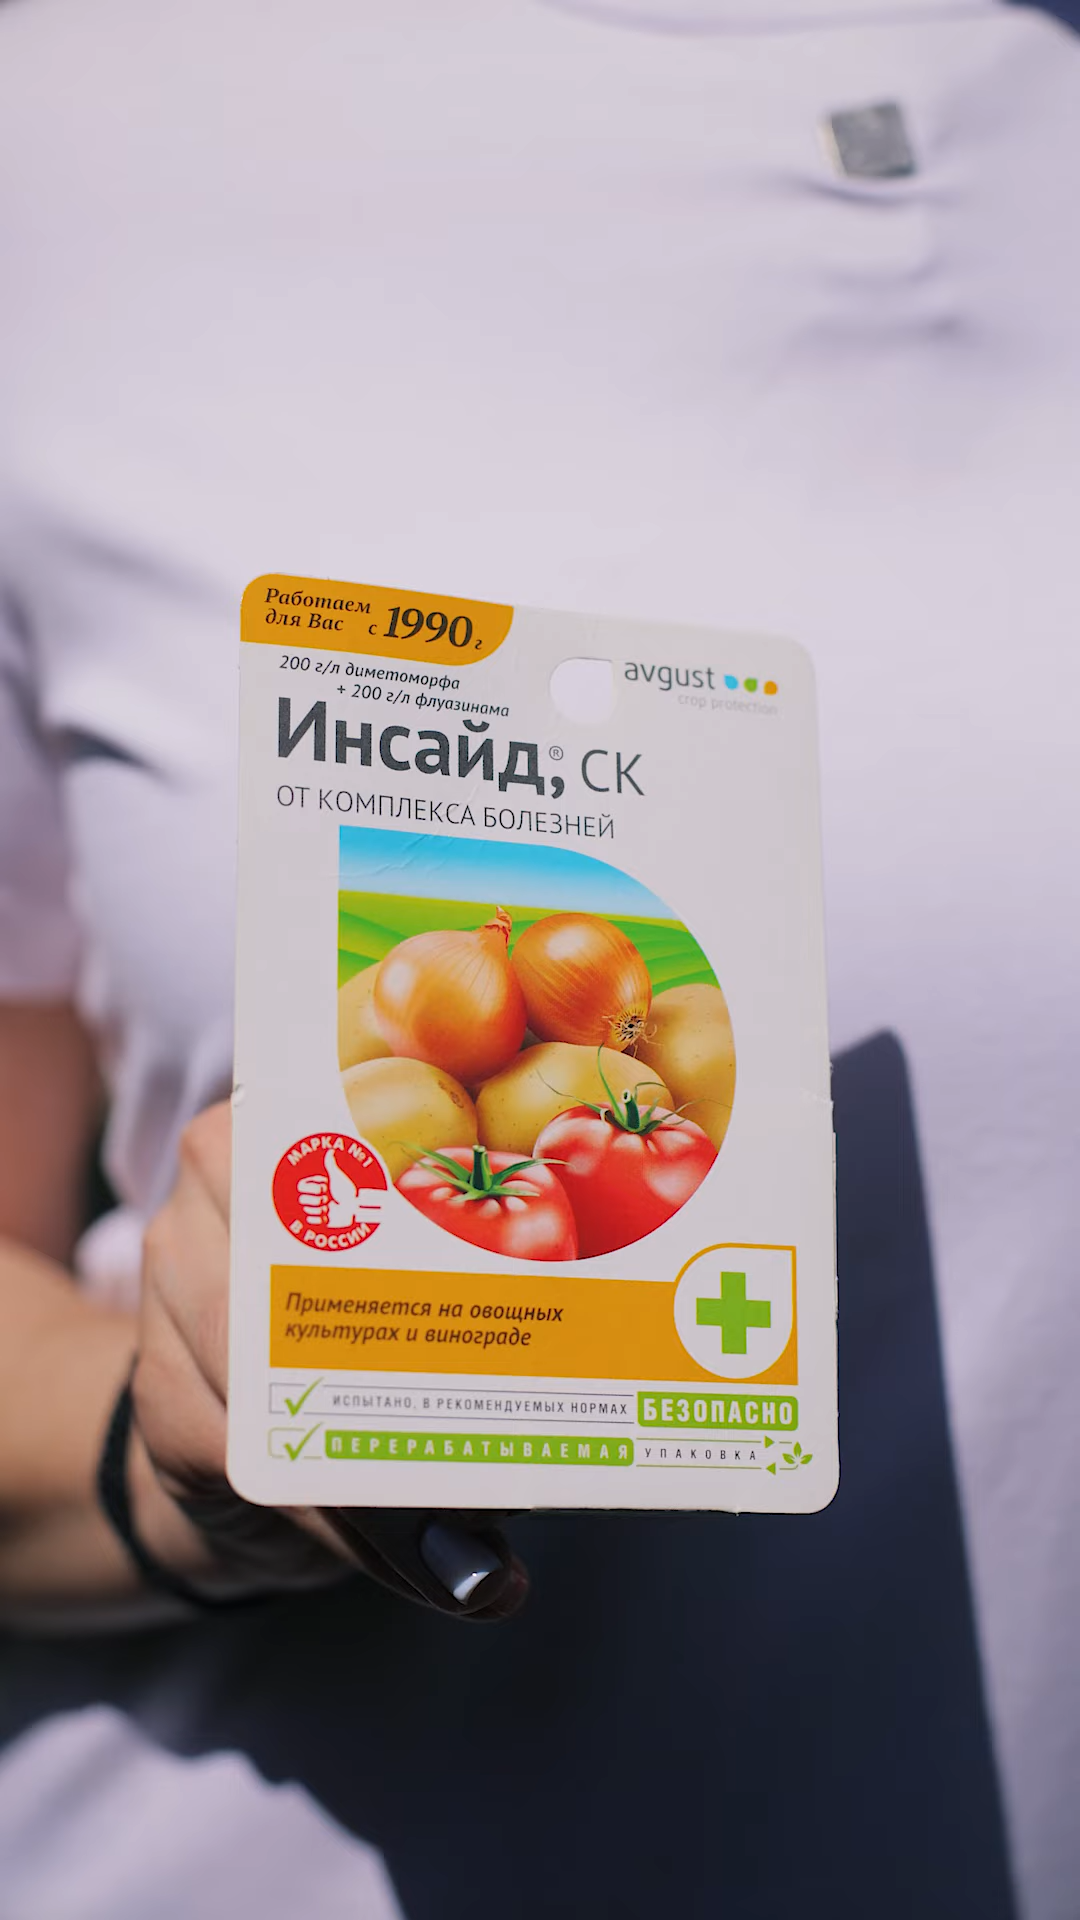 Работаем
для Вас с 1990 г
200 г/л диметоморфа
+ 200 г/л флуазинама
avgust
crop protection
Инсайд,® СК
ОТ КОМПЛЕКСА БОЛЕЗНЕЙ
МАРКА №1
В РОССИИ
Применяется на овощных
культурах и винограде
ИСПЫТАНО, В РЕКОМЕНДУЕМЫХ НОРМАХ БЕЗОПАСНО
ПЕРЕРАБАТЫВАЕМАЯ УПАКОВКА